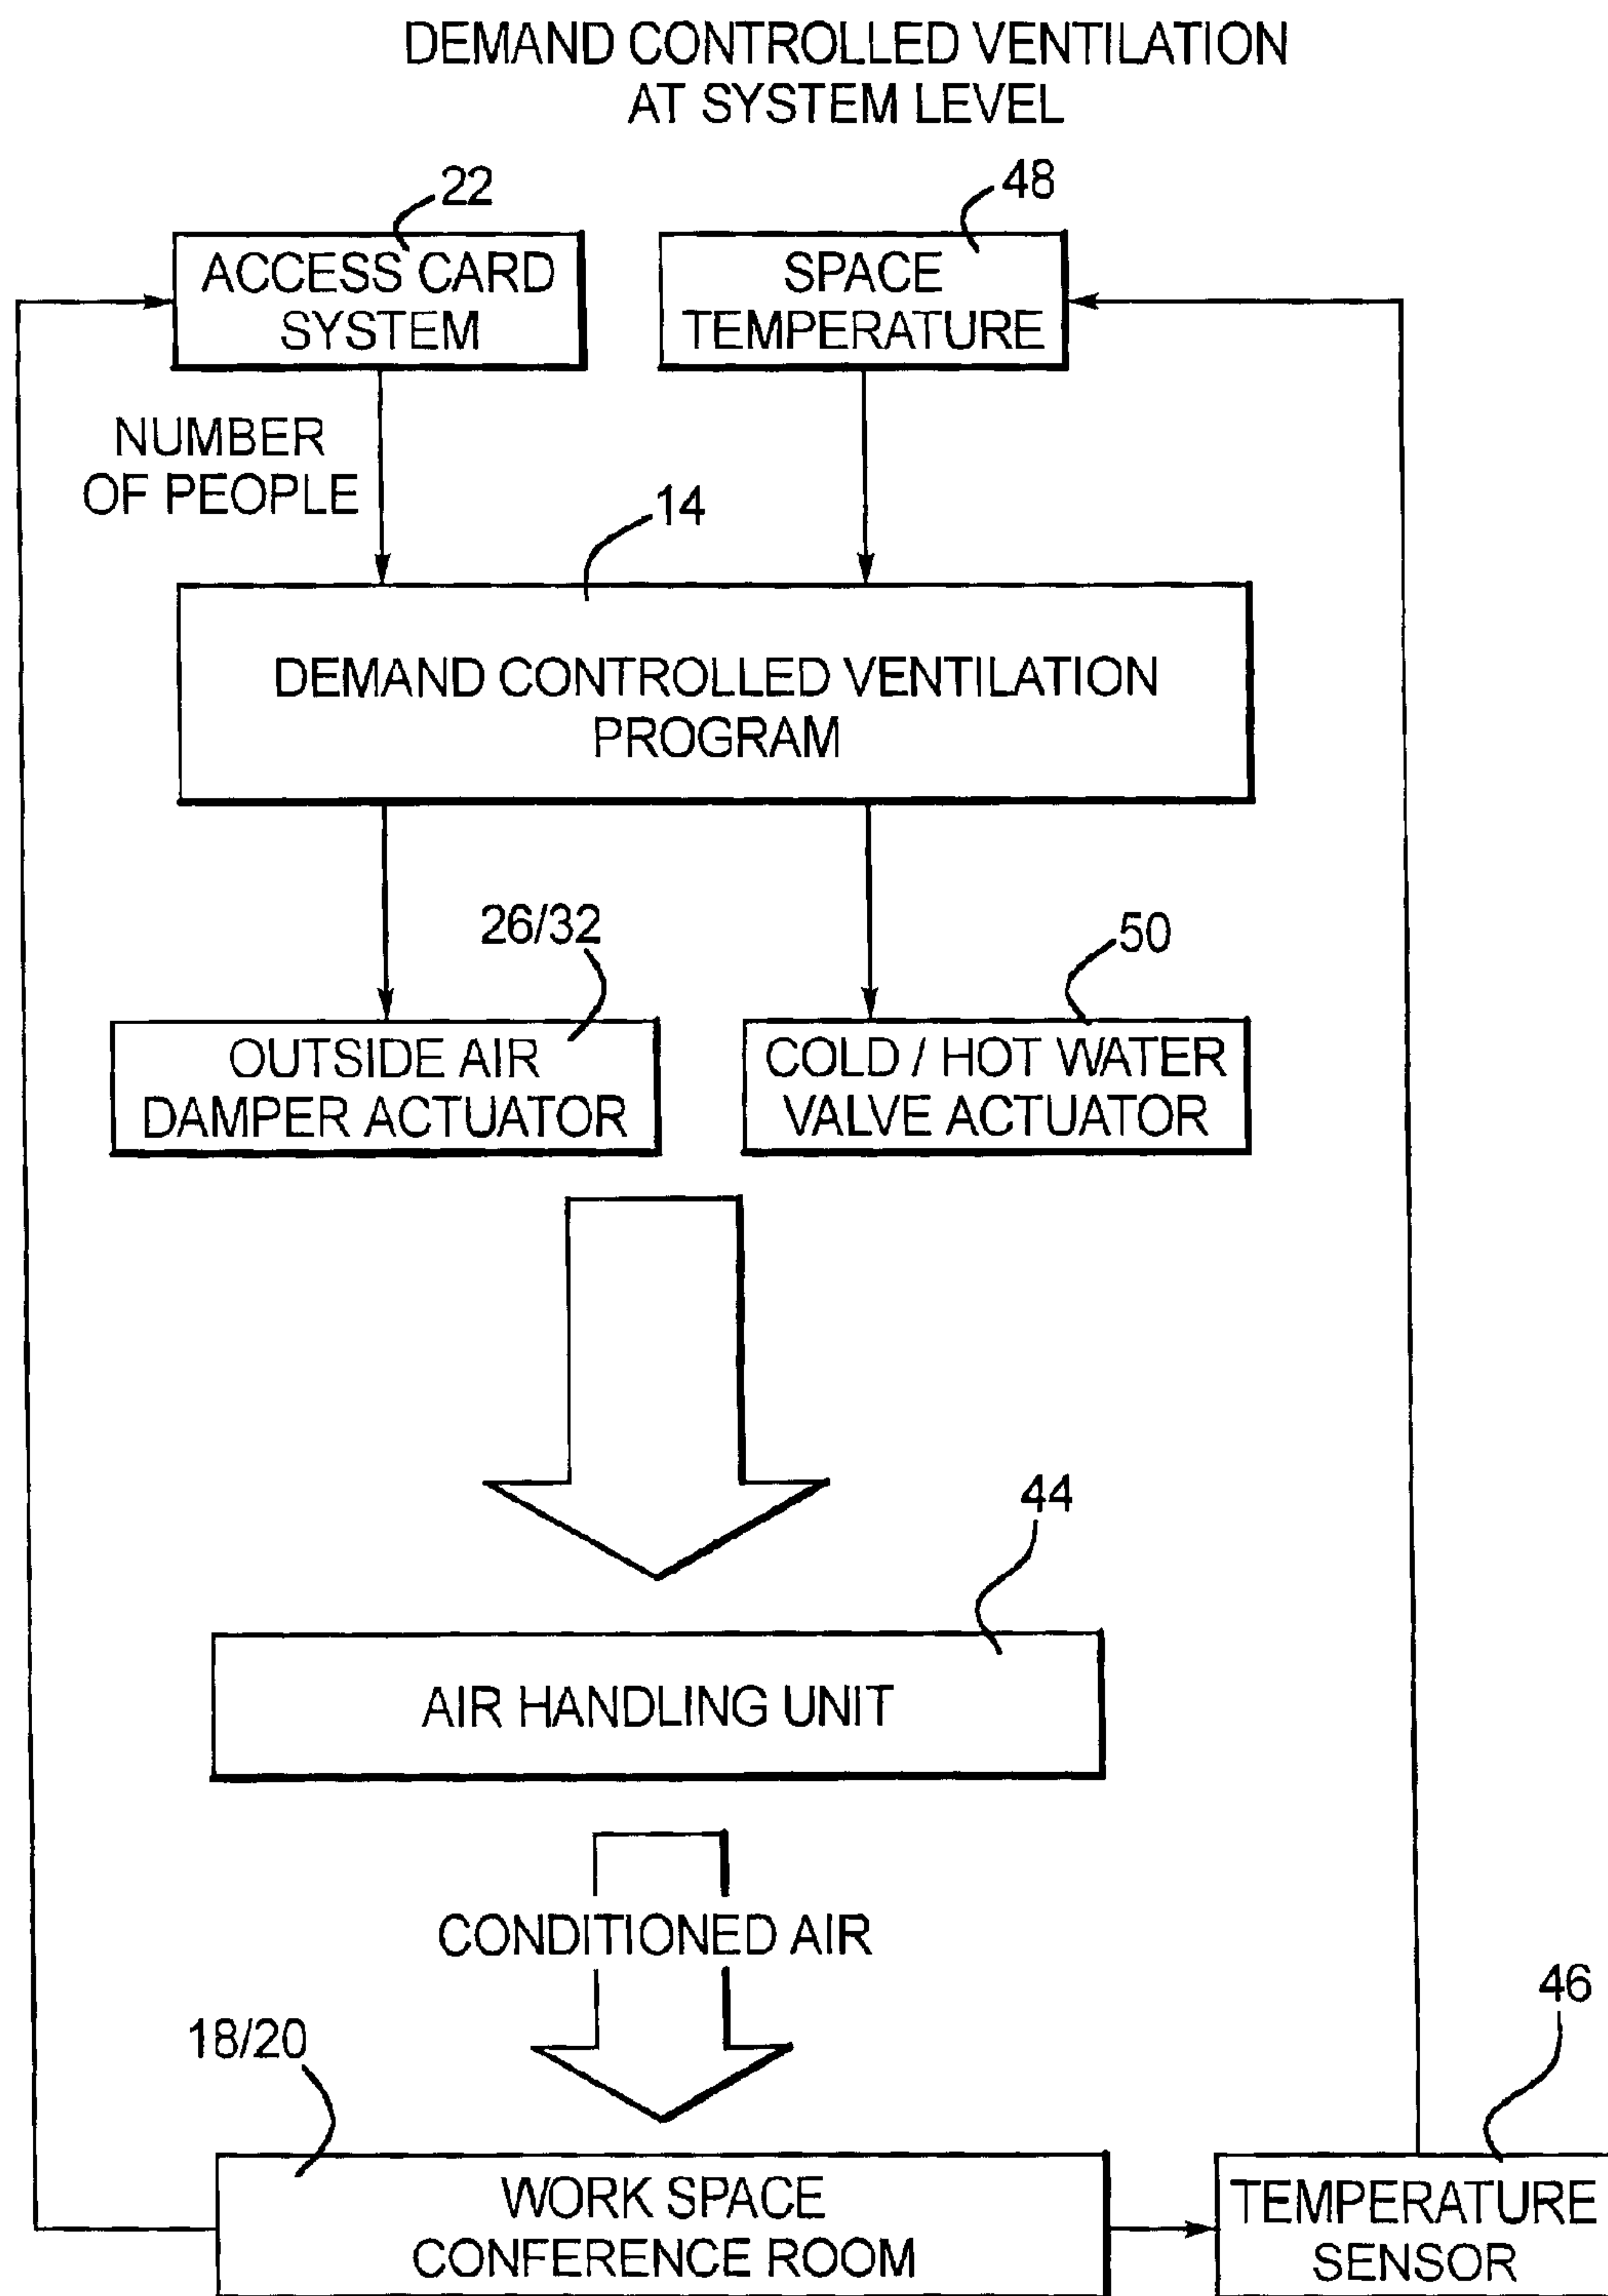 DEMAND CONTROLLED VENTILATION
AT SYSTEM LEVEL
22
48
ACCESS CARD
SYSTEM
SPACE
TEMPERATURE
NUMBER
OF PEOPLE
14
DEMAND CONTROLLED VENTILATION
PROGRAM
26/32
50
OUTSIDE AIR
DAMPER ACTUATOR
COLD / HOT WATER
VALVE ACTUATOR
44
AIR HANDLING UNIT
CONDITIONED AIR
18/20
46
WORK SPACE
CONFERENCE ROOM
TEMPERATURE
SENSOR